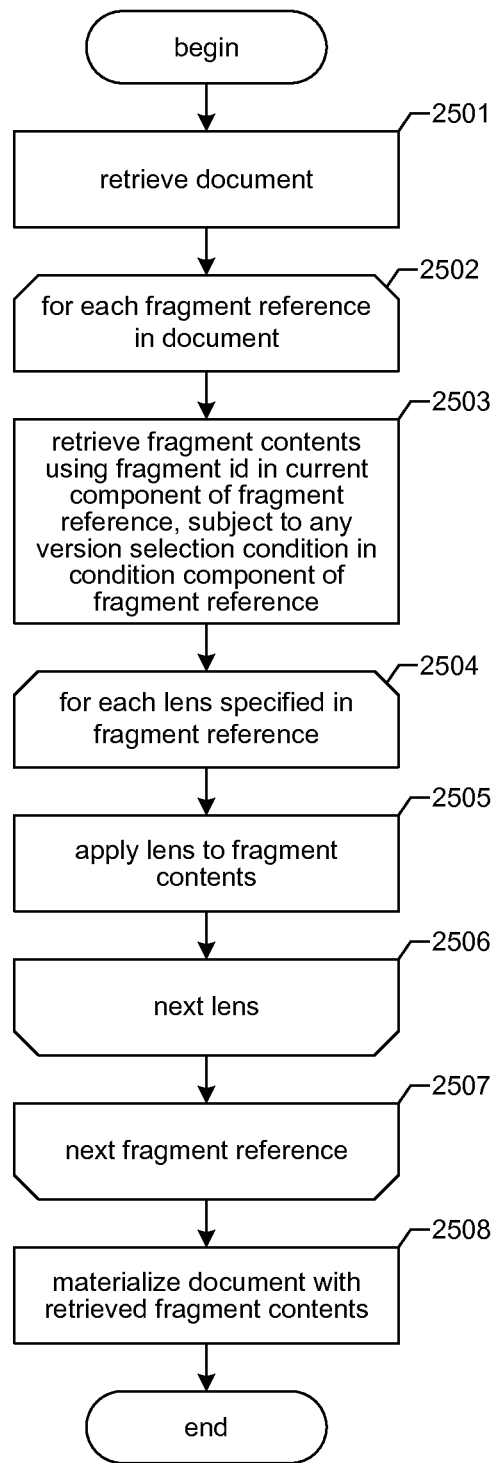 begin
2501
retrieve document
2502
for each fragment reference
in document
2503
retrieve fragment contents
using fragment id in current
component of fragment
reference, subject to any
version selection condition in
condition component of
fragment reference
2504
for each lens specified in
fragment reference
2505
apply lens to fragment
contents
2506
next lens
2507
next fragment reference
2508
materialize document with
retrieved fragment contents
end